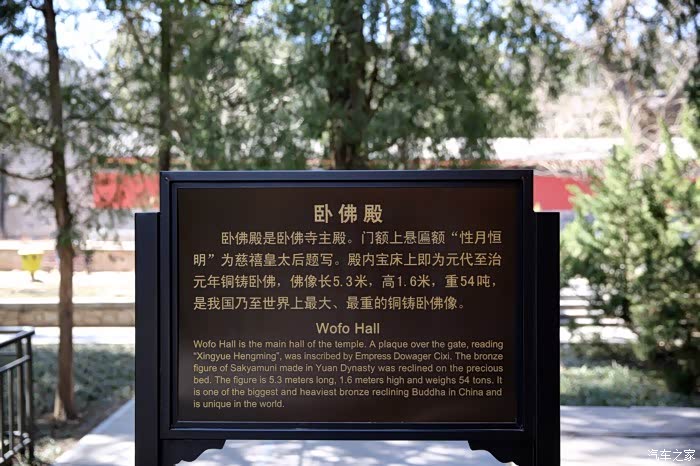 卧佛殿
卧佛殿是卧佛寺主殿。门额上悬匾额“性月恒
明”为慈禧皇太后题写。殿内宝床上即为元代至治
元年铜铸卧佛，佛像长5.3米，高1.6米，重54吨，
是我国乃至世界上最大、最重的铜铸卧佛像。
Wofo Hall
Wofo Hall is the main hall of the temple. A plaque over the gate, reading
"Xingyue Hengming", was inscribed by Empress Dowager Cixi. The bronze
figure of Sakyamuni made in Yuan Dynasty was reclined on the precious
bed. The figure is 5.3 meters long, 1.6 meters high and weighs 54 tons. It
is one of the biggest and heaviest bronze reclining Buddha in China and
is unique in the world.
汽车之家